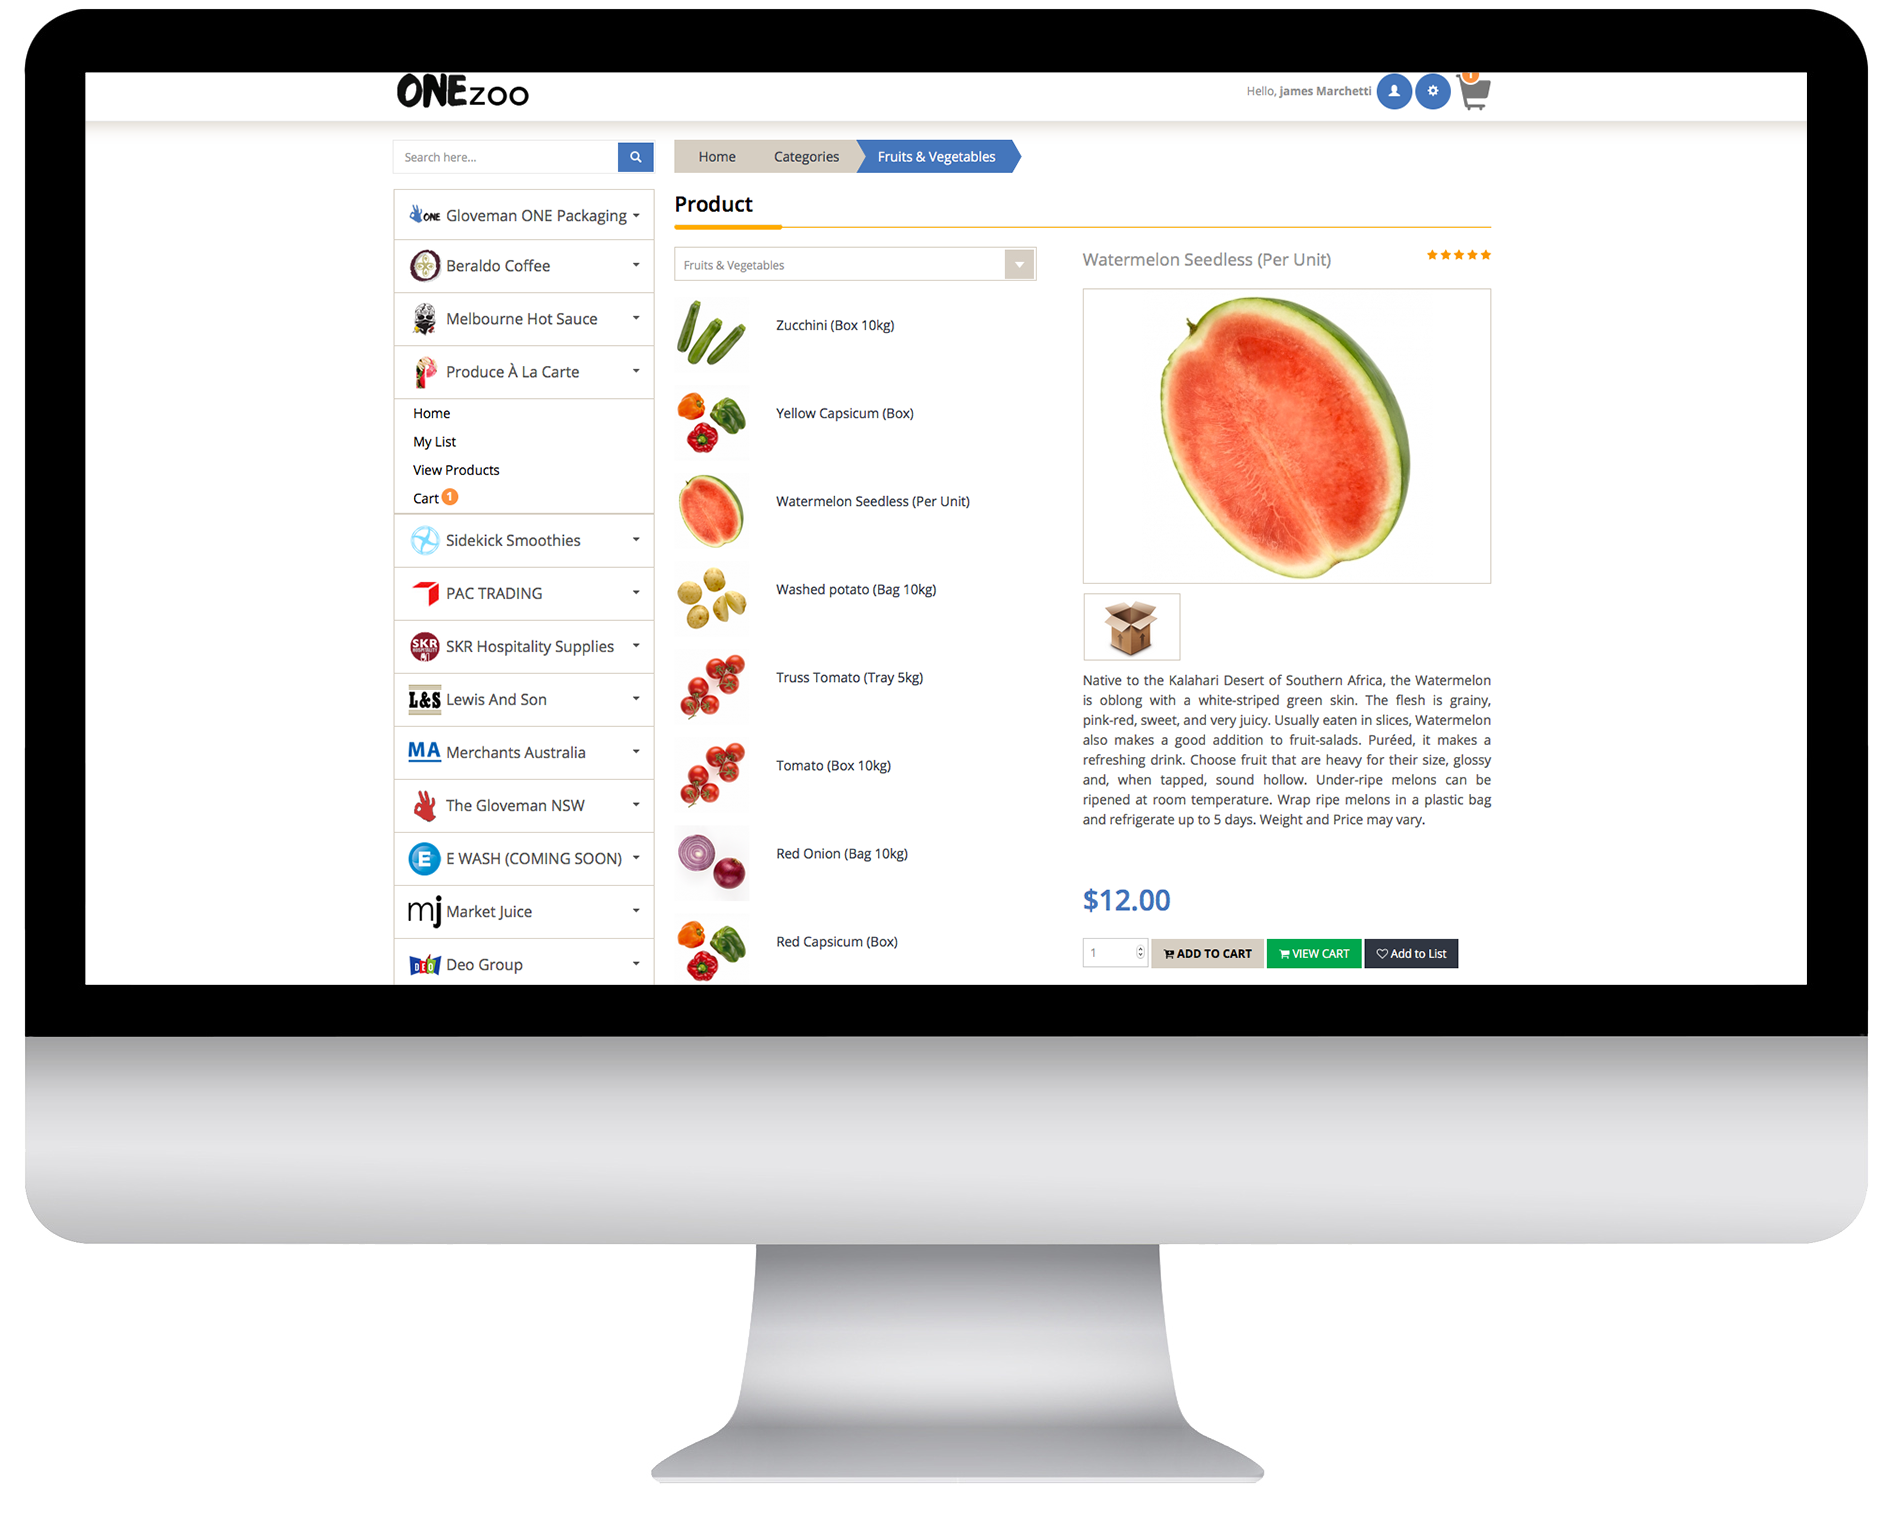 ONEzoo
Hello, james Marchetti
1
Search here...
Home
Categories
Fruits & Vegetables
ONE Gloveman ONE Packaging
Beraldo Coffee
Melbourne Hot Sauce
Produce À La Carte
Home
My List
View Products
Cart 1
Sidekick Smoothies
PAC TRADING
SKR SKR Hospitality Supplies
L&S Lewis And Son
MA Merchants Australia
The Gloveman NSW
E E WASH (COMING SOON)
mj Market Juice
DEO Deo Group
Product
Fruits & Vegetables
Zucchini (Box 10kg)
Yellow Capsicum (Box)
Watermelon Seedless (Per Unit)
Washed potato (Bag 10kg)
Truss Tomato (Tray 5kg)
Tomato (Box 10kg)
Red Onion (Bag 10kg)
Red Capsicum (Box)
Watermelon Seedless (Per Unit)
Native to the Kalahari Desert of Southern Africa, the Watermelon
is oblong with a white-striped green skin. The flesh is grainy,
pink-red, sweet, and very juicy. Usually eaten in slices, Watermelon
also makes a good addition to fruit-salads. Puréed, it makes a
refreshing drink. Choose fruit that are heavy for their size, glossy
and, when tapped, sound hollow. Under-ripe melons can be
ripened at room temperature. Wrap ripe melons in a plastic bag
and refrigerate up to 5 days. Weight and Price may vary.
$12.00
1
ADD TO CART
VIEW CART
Add to List